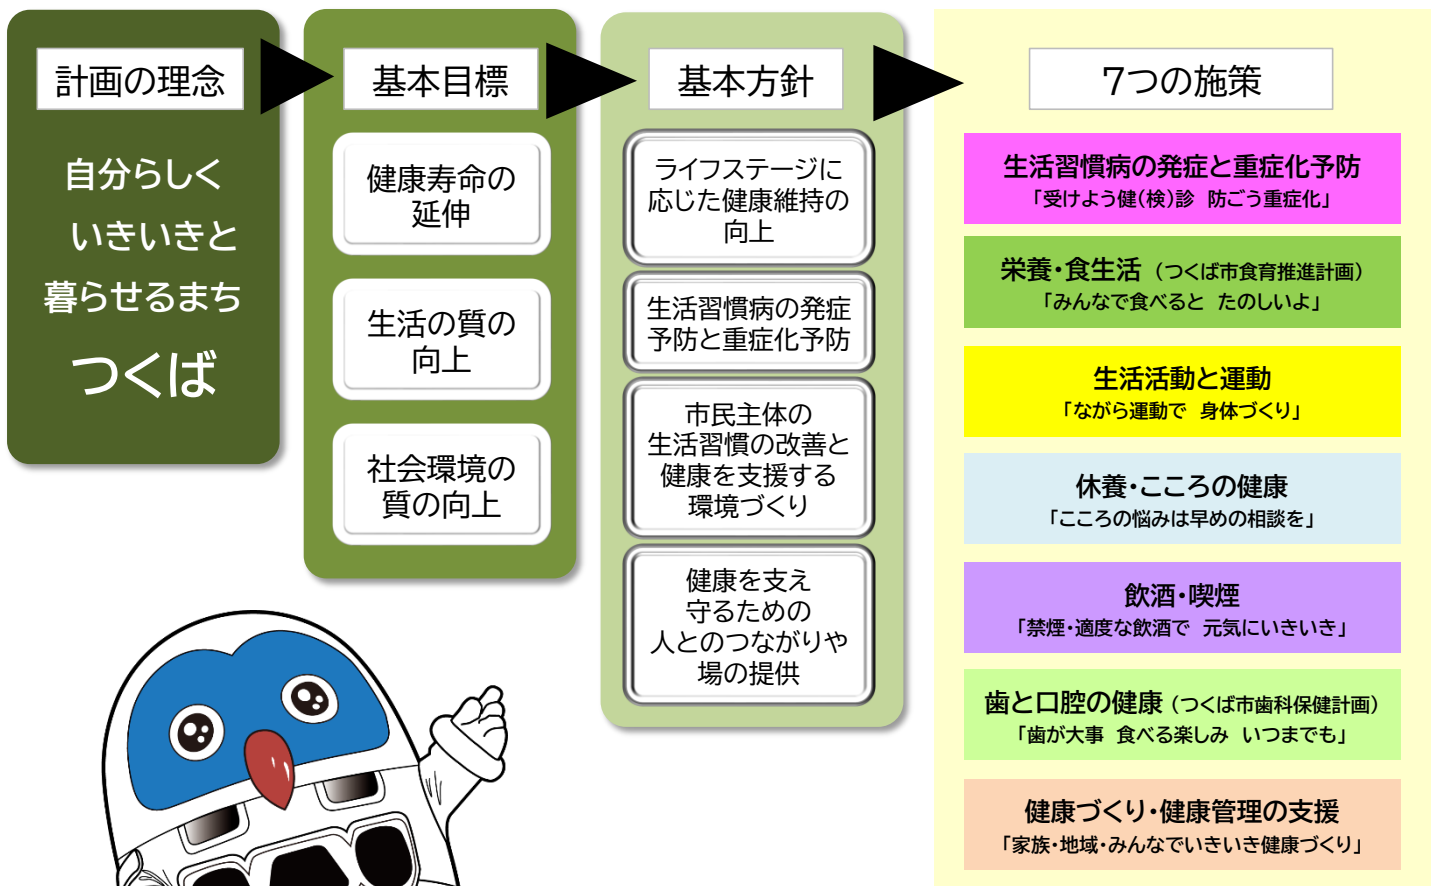 計画の理念
自分らしく
いきいきと
暮らせるまち
つくば
基本目標
健康寿命の
延伸
生活の質の
向上
社会環境の
質の向上
基本方針
ライフステージに
応じた健康維持の
向上
生活習慣病の発症
予防と重症化予防
市民主体の
生活習慣の改善と
健康を支援する
環境づくり
健康を支え
守るための
人とのつながりや
場の提供
7つの施策
生活習慣病の発症と重症化予防
「受けよう健(検)診 防ごう重症化」
栄養・食生活 (つくば市食育推進計画)
「みんなで食べると たのしいよ」
生活活動と運動
「ながら運動で 身体づくり」
休養・こころの健康
「こころの悩みは早めの相談を」
飲酒・喫煙
「禁煙・適度な飲酒で 元気にいきいき」
歯と口腔の健康 (つくば市歯科保健計画)
「歯が大事 食べる楽しみ いつまでも」
健康づくり・健康管理の支援
「家族・地域・みんなでいきいき健康づくり」